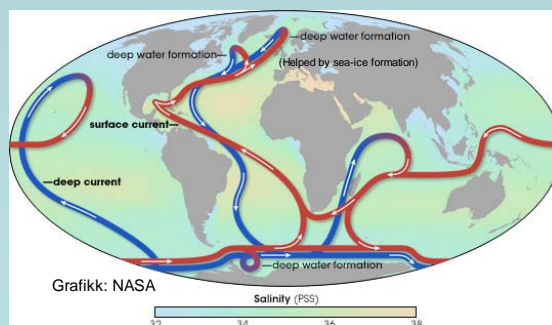 deep water formation
deep water formation
(Helped by sea-ice formation)
surface current
deep current
deep water formation
Grafikk: NASA
Salinity (PSS)
32 34 36 38